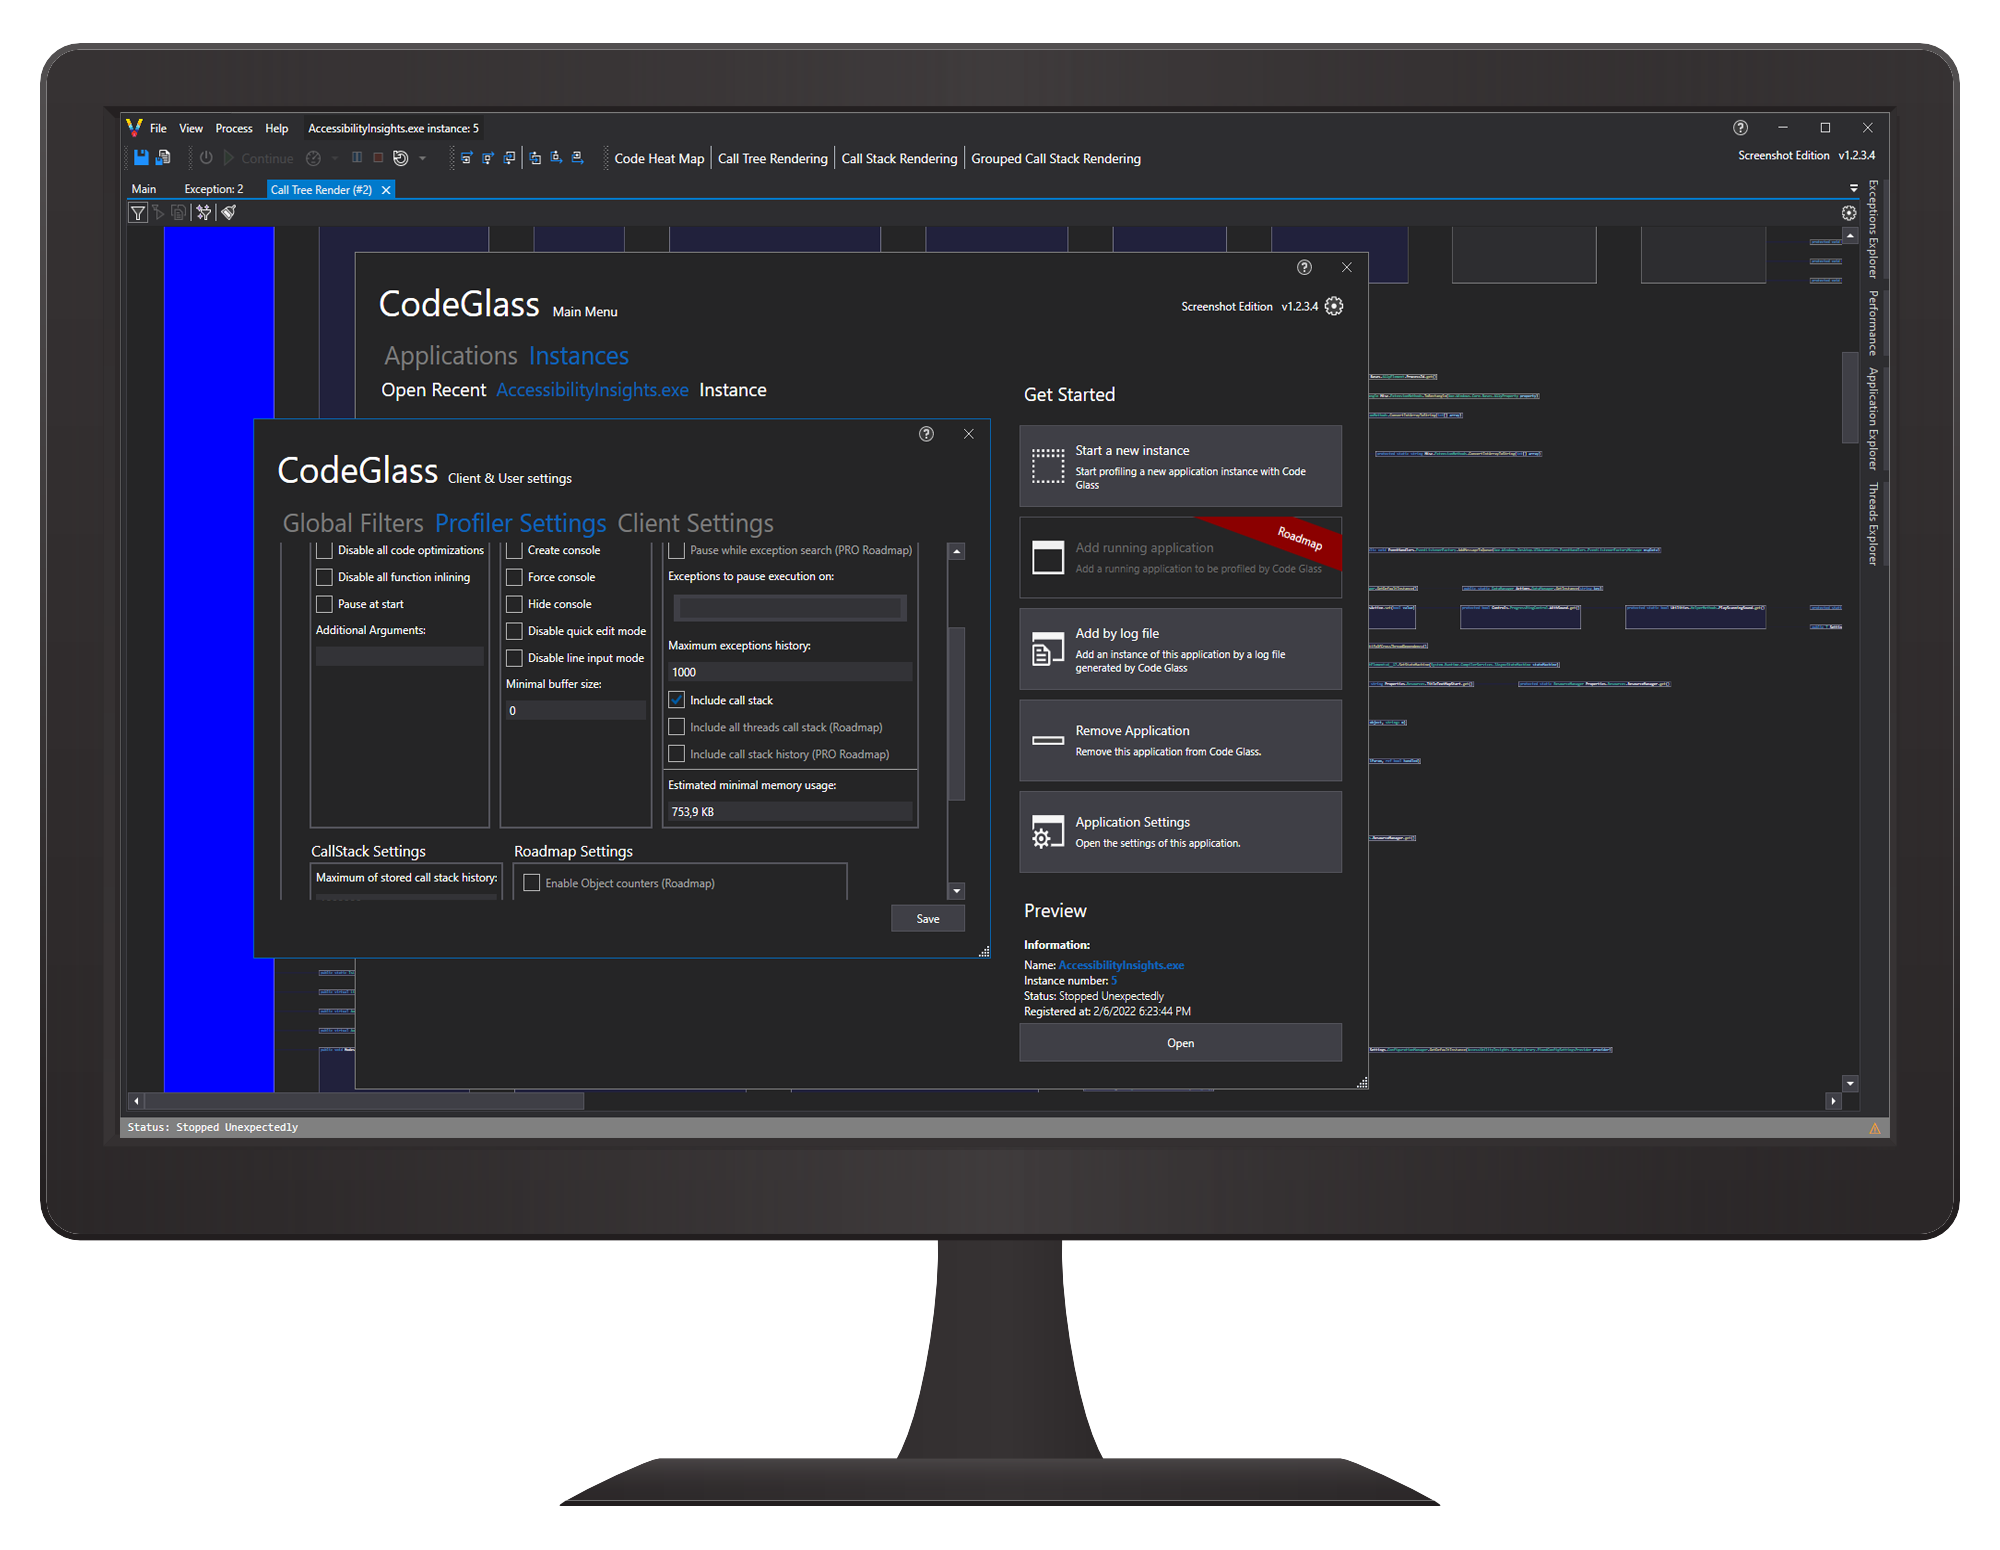 File View Process Help AccessibilityInsights.exe instance: 5
Continue
Code Heat Map Call Tree Rendering Call Stack Rendering Grouped Call Stack Rendering
Screenshot Edition v1.2.3.4
Main Exception: 2 Call Tree Render (#2)
Exceptions Explorer
Performance
Application Explorer
Threads Explorer
CodeGlass Main Menu
Screenshot Edition v1.2.3.4
Applications Instances
Open Recent AccessibilityInsights.exe Instance
Get Started
Start a new instance
Start profiling a new application instance with Code
Glass
Roadmap
Add running application
Add a running application to be profiled by Code Glass
Add by log file
Add an instance of this application by a log file
generated by Code Glass
Remove Application
Remove this application from Code Glass.
Application Settings
Open the settings of this application.
Preview
Information:
Name: AccessibilityInsights.exe
Instance number: 5
Status: Stopped Unexpectedly
Registered at: 2/6/2022 6:23:44 PM
Open
CodeGlass Client & User settings
Global Filters Profiler Settings Client Settings
Disable all code optimizations
Disable all function inlining
Pause at start
Additional Arguments:
Create console
Force console
Hide console
Disable quick edit mode
Disable line input mode
Minimal buffer size:
0
Pause while exception search (PRO Roadmap)
Exceptions to pause execution on:
Maximum exceptions history:
1000
Include call stack
Include all threads call stack (Roadmap)
Include call stack history (PRO Roadmap)
Estimated minimal memory usage:
753,9 KB
CallStack Settings
Maximum of stored call stack history:
Roadmap Settings
Enable Object counters (Roadmap)
Save
Status: Stopped Unexpectedly